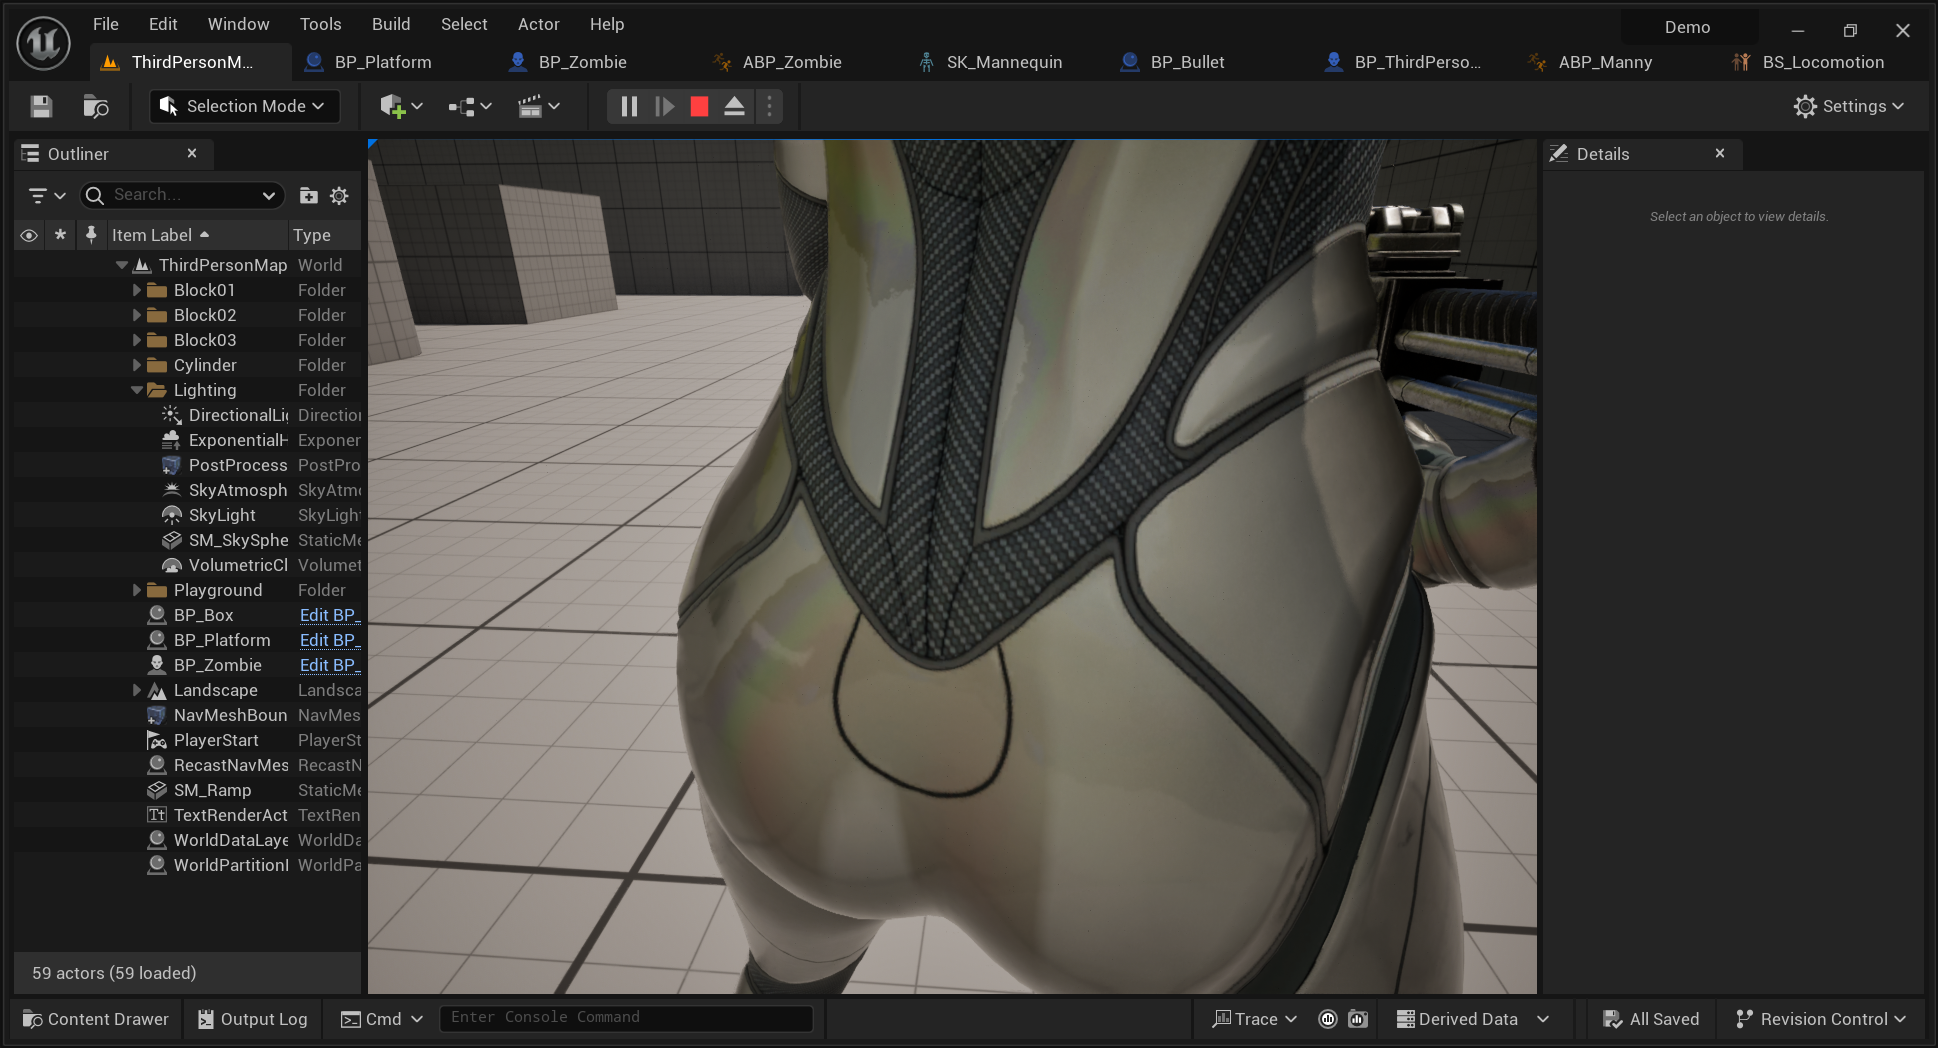 File Edit Window Tools Build Select Actor Help
Demo
ThirdPersonM... BP_Platform BP_Zombie ABP_Zombie SK_Mannequin BP_Bullet BP_ThirdPerso... ABP_Manny BS_Locomotion
Selection Mode
Settings
Outliner
Search...
Item Label Type
ThirdPersonMap World
Block01 Folder
Block02 Folder
Block03 Folder
Cylinder Folder
Lighting Folder
DirectionalLi Direction
ExponentialH Exponer
PostProcess PostPro
SkyAtmosph SkyAtm
SkyLight SkyLight
SM_SkySphe StaticMe
VolumetricCl Volumet
Playground Folder
BP_Box Edit BP_
BP_Platform Edit BP_
BP_Zombie Edit BP_
Landscape Landsca
NavMeshBoun NavMes
PlayerStart PlayerSt
RecastNavMes RecastN
SM_Ramp StaticMe
TextRenderAct TextRen
WorldDataLaye WorldDa
WorldPartition WorldPa
59 actors (59 loaded)
Details
Select an object to view details.
Content Drawer Output Log Cmd Enter Console Command Trace Derived Data All Saved Revision Control